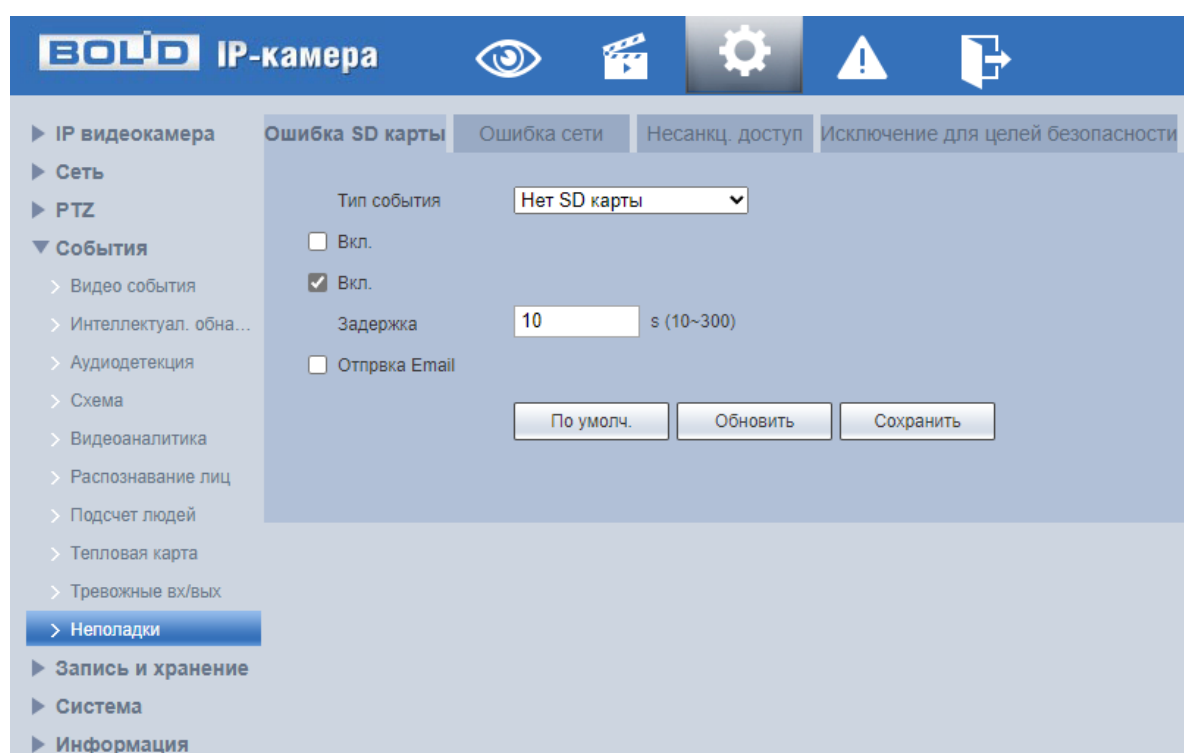 BOLID IP-камера
IP видеокамера
Сеть
PTZ
События
Видео события
Интеллектуал. обна...
Аудиодетекция
Схема
Видеоаналитика
Распознавание лиц
Подсчет людей
Тепловая карта
Тревожные вх/вых
Неполадки
Запись и хранение
Система
Информация
Ошибка SD карты Ошибка сети Несанкц. доступ Исключение для целей безопасности
Тип события Нет SD карты
Вкл.
Вкл.
Задержка 10 s (10~300)
Отпрвка Email
По умолч. Обновить Сохранить